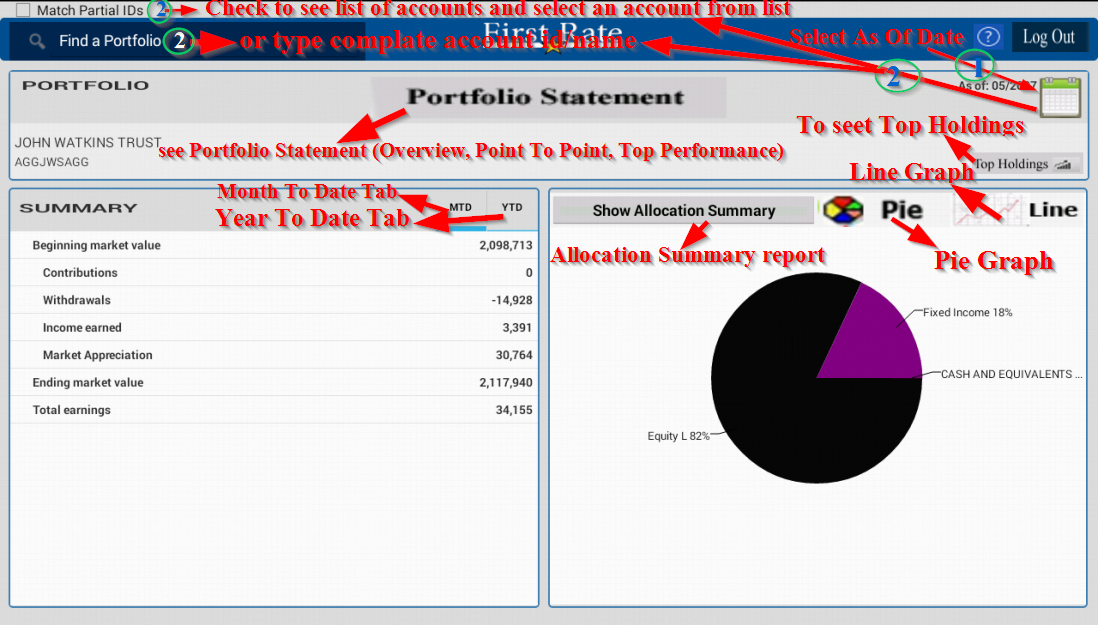 Match Partial IDs 2 Check to see list of accounts and select an account from list
Find a Portfolio 2 or type complate account id/name First Rate Select As Of Date ? Log Out
2 1
PORTFOLIO Portfolio Statement As of: 05/
JOHN WATKINS TRUST To seet Top Holdings
AGGJWSAGG see Portfolio Statement (Overview, Point To Point, Top Performance) Top Holdings
Line Graph
Month To Date Tab
SUMMARY Year To Date Tab MTD YTD
Show Allocation Summary Pie Line
Allocation Summary report Pie Graph
Beginning market value 2,098,713
Contributions 0
Withdrawals -14,928
Income earned 3,391
Market Appreciation 30,764
Ending market value 2,117,940
Total earnings 34,155
Fixed Income 18%
CASH AND EQUIVALENTS ...
Equity L 82%